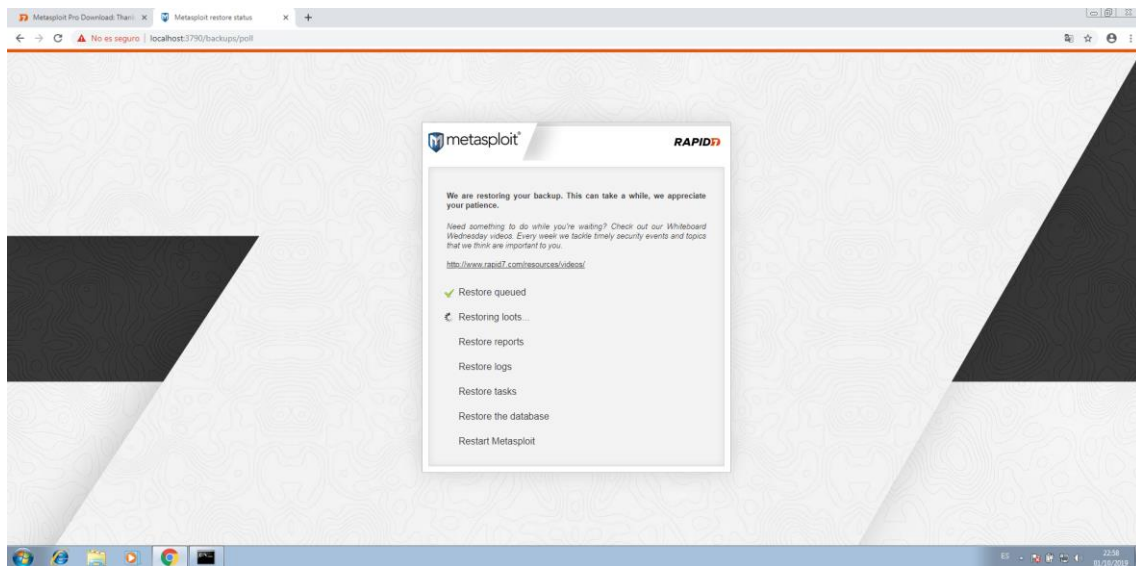 Metasploit Pro Download: Thank
Metasploit restore status
No es seguro | localhost:3790/backups/poll
metasploit®
RAPID7
We are restoring your backup. This can take a while, we appreciate
your patience.
Need something to do while you're waiting? Check out our Whiteboard
Wednesday videos. Every week we tackle timely security events and topics
that we think are important to you.
http://www.rapid7.com/resources/videos/
Restore queued
Restoring loots...
Restore reports
Restore logs
Restore tasks
Restore the database
Restart Metasploit
ES
22:58
01/10/2019